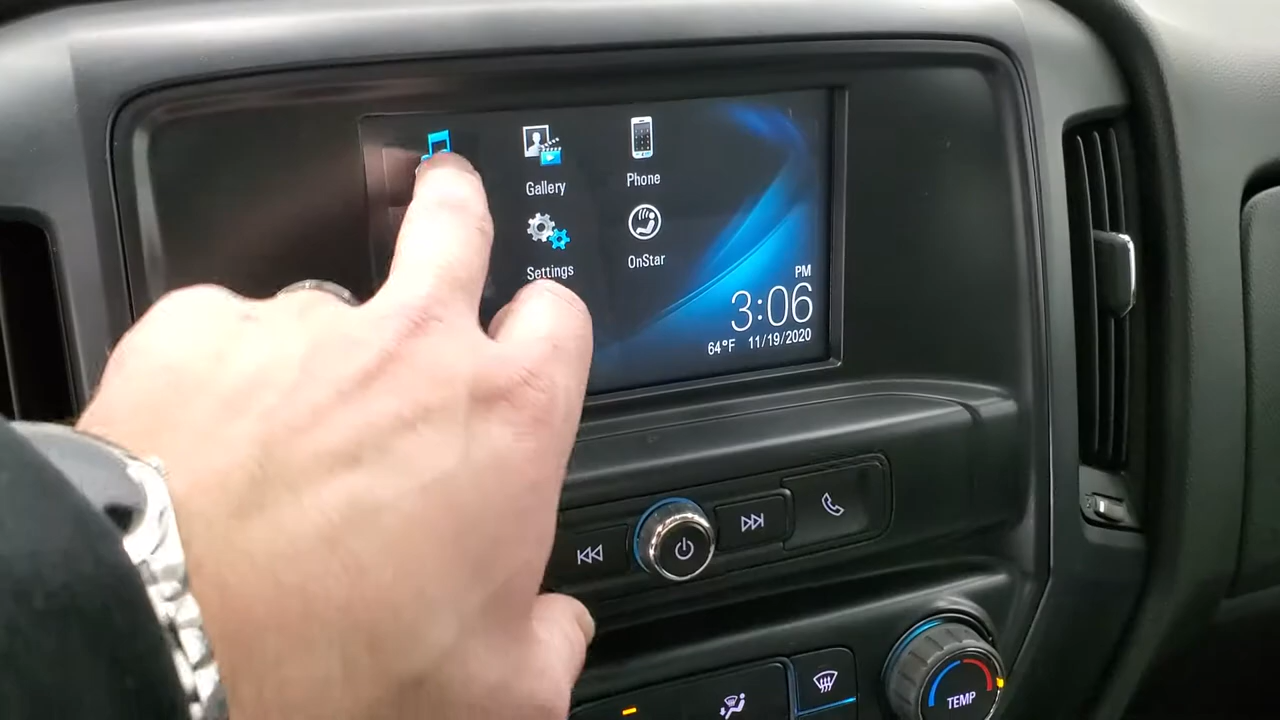 Gallery
Phone
Settings
OnStar
PM
3:06
64°F 11/19/2020
TEMP